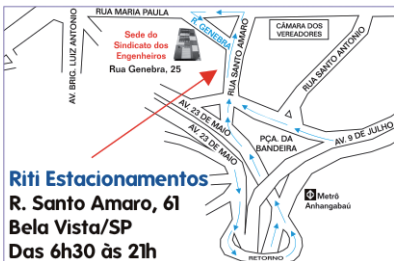 RUA MARIA PAULA
AV. BRIG. LUIZ ANTONIO
Sede do
Sindicato dos
Engenheiros
Rua Genebra, 25
R. GENEBRA
RUA SANTO AMARO
CÂMARA DOS
VEREADORES
RUA SANTO ANTONIO
AV. 23 DE MAIO
AV. 23 DE MAIO
PÇA. DA
BANDEIRA
AV. 9 DE JULHO
Riti Estacionamentos
R. Santo Amaro, 61
Bela Vista/SP
Das 6h30 às 21h
Metrô
Anhangabaú
RETORNO